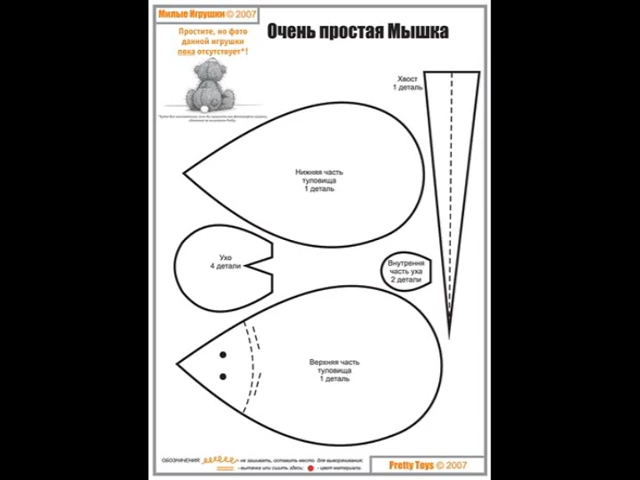 Милые Игрушки © 2007
Очень простая Мышка
Простите, но фото
данной игрушки
пока отсутствует*!
Хвост
1 деталь
Нижняя часть
туловища
1 деталь
Ухо
4 детали
Внутрення
часть уха
2 детали
Верхняя часть
туловища
1 деталь
ОБОЗНАЧЕНИЯ:
- не зашивать, оставить место для выворачивания;
- вытачка или сшить здесь;
- цвет материала.
Pretty Toys © 2007